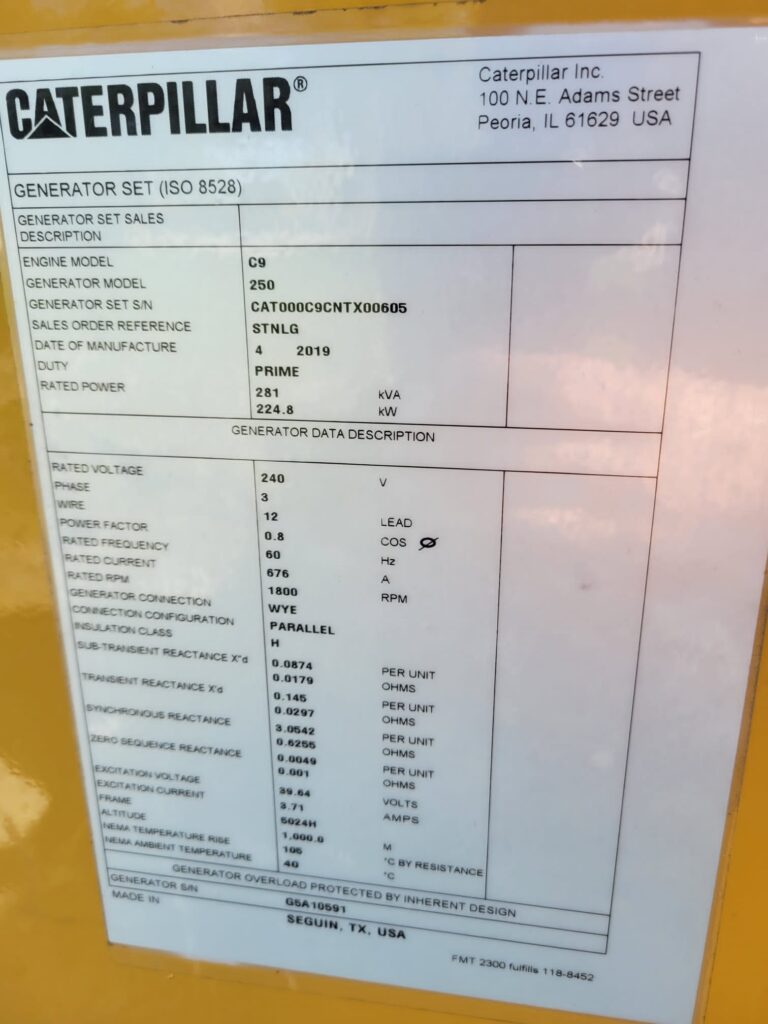 CATERPILLAR®
Caterpillar Inc.
100 N.E. Adams Street
Peoria, IL 61629 USA
GENERATOR SET (ISO 8528)
GENERATOR SET SALES
DESCRIPTION
ENGINE MODEL C9
GENERATOR MODEL 250
GENERATOR SET S/N CAT000C9CNTX00605
SALES ORDER REFERENCE STNLG
DATE OF MANUFACTURE 4 2019
DUTY PRIME
RATED POWER 281 kVA
224.8 kW
GENERATOR DATA DESCRIPTION
RATED VOLTAGE 240 V
PHASE 3
WIRE 12 LEAD
POWER FACTOR 0.8 COS Ø
RATED FREQUENCY 60 Hz
RATED CURRENT 676 A
RATED RPM 1800 RPM
GENERATOR CONNECTION WYE
CONNECTION CONFIGURATION PARALLEL
INSULATION CLASS H
SUB-TRANSIENT REACTANCE X"d 0.0874 PER UNIT
0.0179 OHMS
TRANSIENT REACTANCE X'd 0.145 PER UNIT
0.0297 OHMS
SYNCHRONOUS REACTANCE 3.0542 PER UNIT
0.6255 OHMS
ZERO SEQUENCE REACTANCE 0.0049 PER UNIT
0.001 OHMS
EXCITATION VOLTAGE 39.64 VOLTS
EXCITATION CURRENT 3.71 AMPS
FRAME 5024H
ALTITUDE 1,000.0 M
NEMA TEMPERATURE RISE 105 °C BY RESISTANCE
NEMA AMBIENT TEMPERATURE 40 °C
GENERATOR OVERLOAD PROTECTED BY INHERENT DESIGN
GENERATOR S/N G5A10591
MADE IN SEGUIN, TX, USA
FMT 2300 fulfills 118-8452